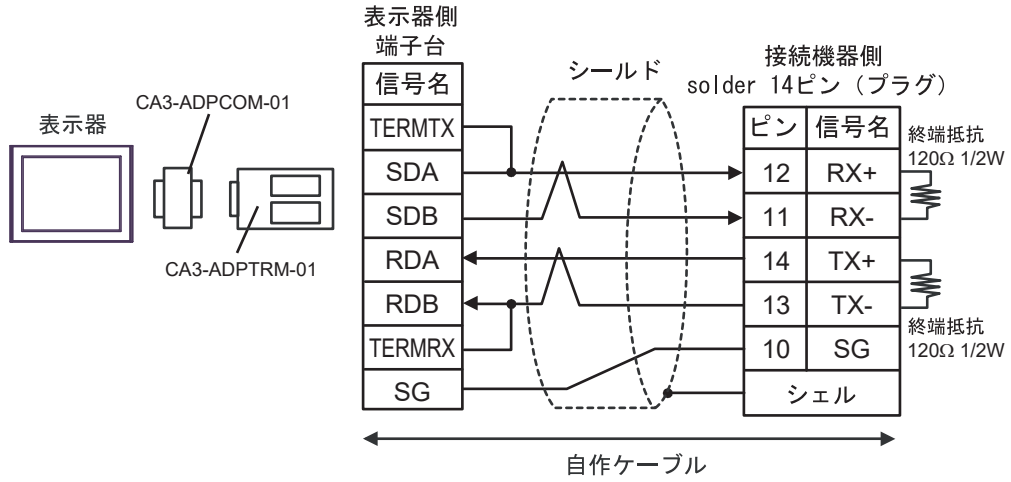 表示器
CA3-ADPCOM-01
CA3-ADPTRM-01
表示器側
端子台
信号名
TERMTX
SDA
SDB
RDA
RDB
TERMRX
SG
シールド
接続機器側
solder 14ピン（プラグ）
ピン 信号名
12 RX+
11 RX-
14 TX+
13 TX-
10 SG
シェル
終端抵抗
120Ω 1/2W
終端抵抗
120Ω 1/2W
自作ケーブル